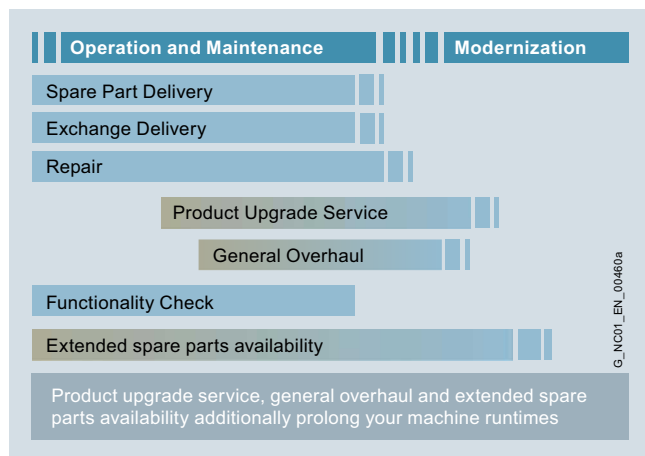 Operation and Maintenance
Modernization
Spare Part Delivery
Exchange Delivery
Repair
Product Upgrade Service
General Overhaul
Functionality Check
Extended spare parts availability
G_NC01_EN_00460a
Product upgrade service, general overhaul and extended spare
parts availability additionally prolong your machine runtimes